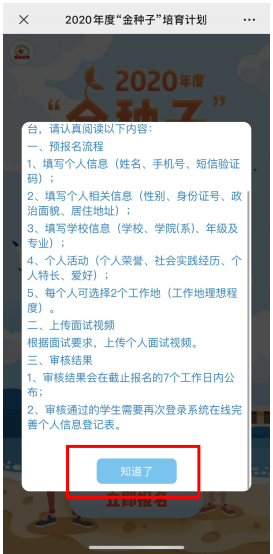 2020年度“金种子”培育计划
2020年度
“金种子”
台，请认真阅读以下内容：
一、预报名流程
1、填写个人信息（姓名、手机号、短信验证
码）；
2、填写个人相关信息（性别、身份证号、政
治面貌、居住地址）；
3、填写学校信息（学校、学院(系)、年级及
专业）；
4、个人活动（个人荣誉、社会实践经历、个
人特长、爱好）；
5、每个人可选择2个工作地（工作地理想程
度）。
二、上传面试视频
根据面试要求，上传个人面试视频。
三、审核结果
1、审核结果会在截止报名的7个工作日内公
布；
2、审核通过的学生需要再次登录系统在线完
善个人信息登记表。
知道了
立即报名